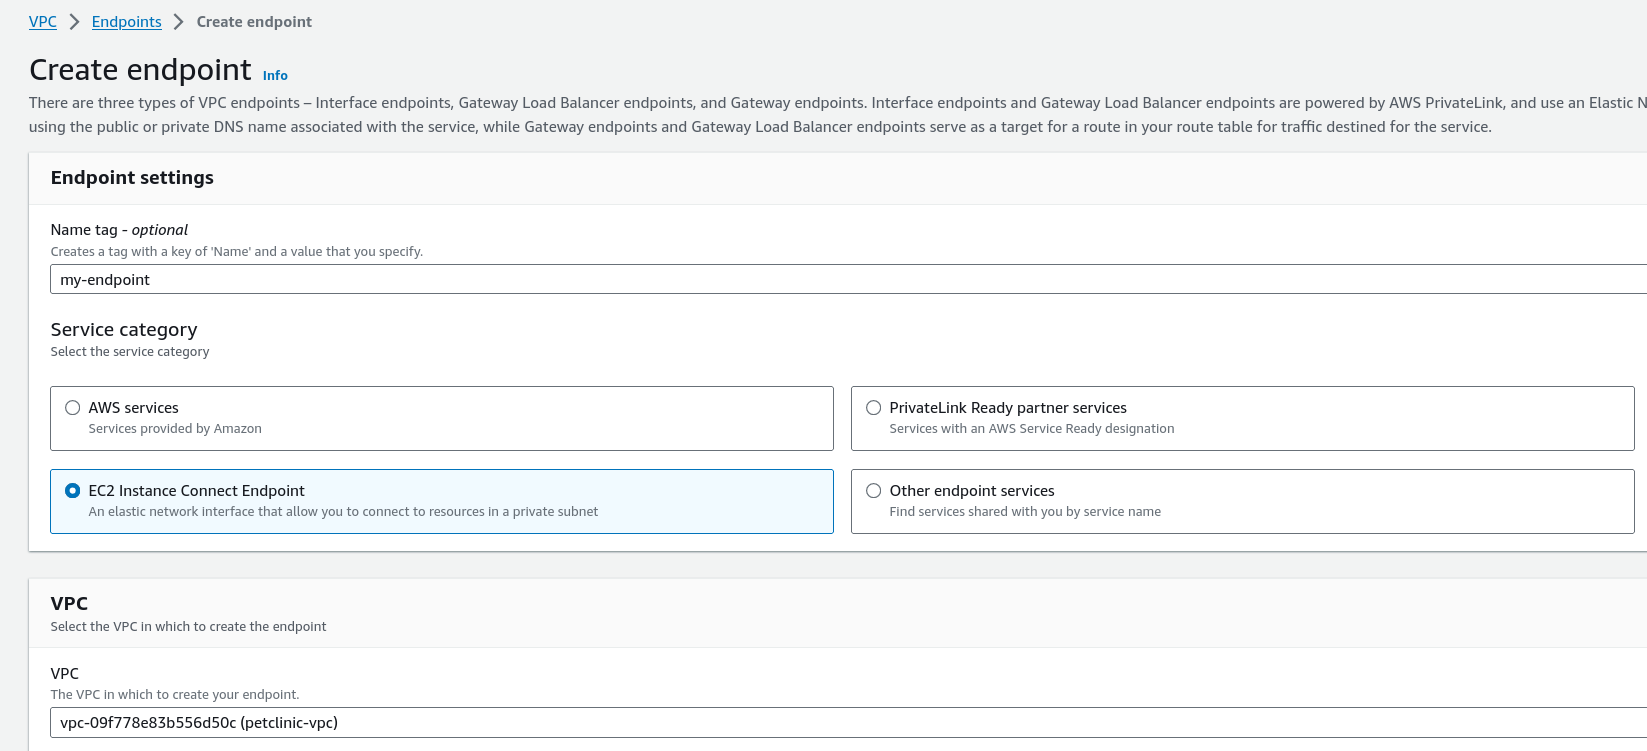 VPC > Endpoints > Create endpoint
Create endpoint Info
There are three types of VPC endpoints – Interface endpoints, Gateway Load Balancer endpoints, and Gateway endpoints. Interface endpoints and Gateway Load Balancer endpoints are powered by AWS PrivateLink, and use an Elastic N
using the public or private DNS name associated with the service, while Gateway endpoints and Gateway Load Balancer endpoints serve as a target for a route in your route table for traffic destined for the service.
Endpoint settings
Name tag - optional
Creates a tag with a key of 'Name' and a value that you specify.
my-endpoint
Service category
Select the service category
AWS services
Services provided by Amazon
PrivateLink Ready partner services
Services with an AWS Service Ready designation
EC2 Instance Connect Endpoint
An elastic network interface that allow you to connect to resources in a private subnet
Other endpoint services
Find services shared with you by service name
VPC
Select the VPC in which to create the endpoint
VPC
The VPC in which to create your endpoint.
vpc-09f778e83b556d50c (petclinic-vpc)